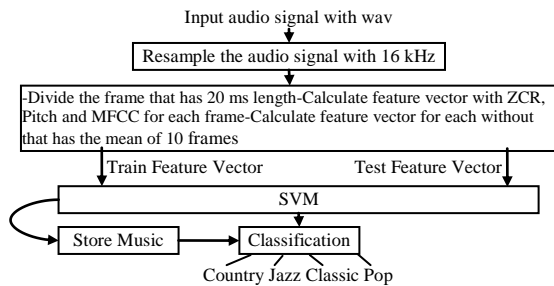 Input audio signal with wav
Resample the audio signal with 16 kHz
-Divide the frame that has 20 ms length-Calculate feature vector with ZCR,
Pitch and MFCC for each frame-Calculate feature vector for each without
that has the mean of 10 frames
Train Feature Vector Test Feature Vector
SVM
Store Music Classification
Country Jazz Classic Pop